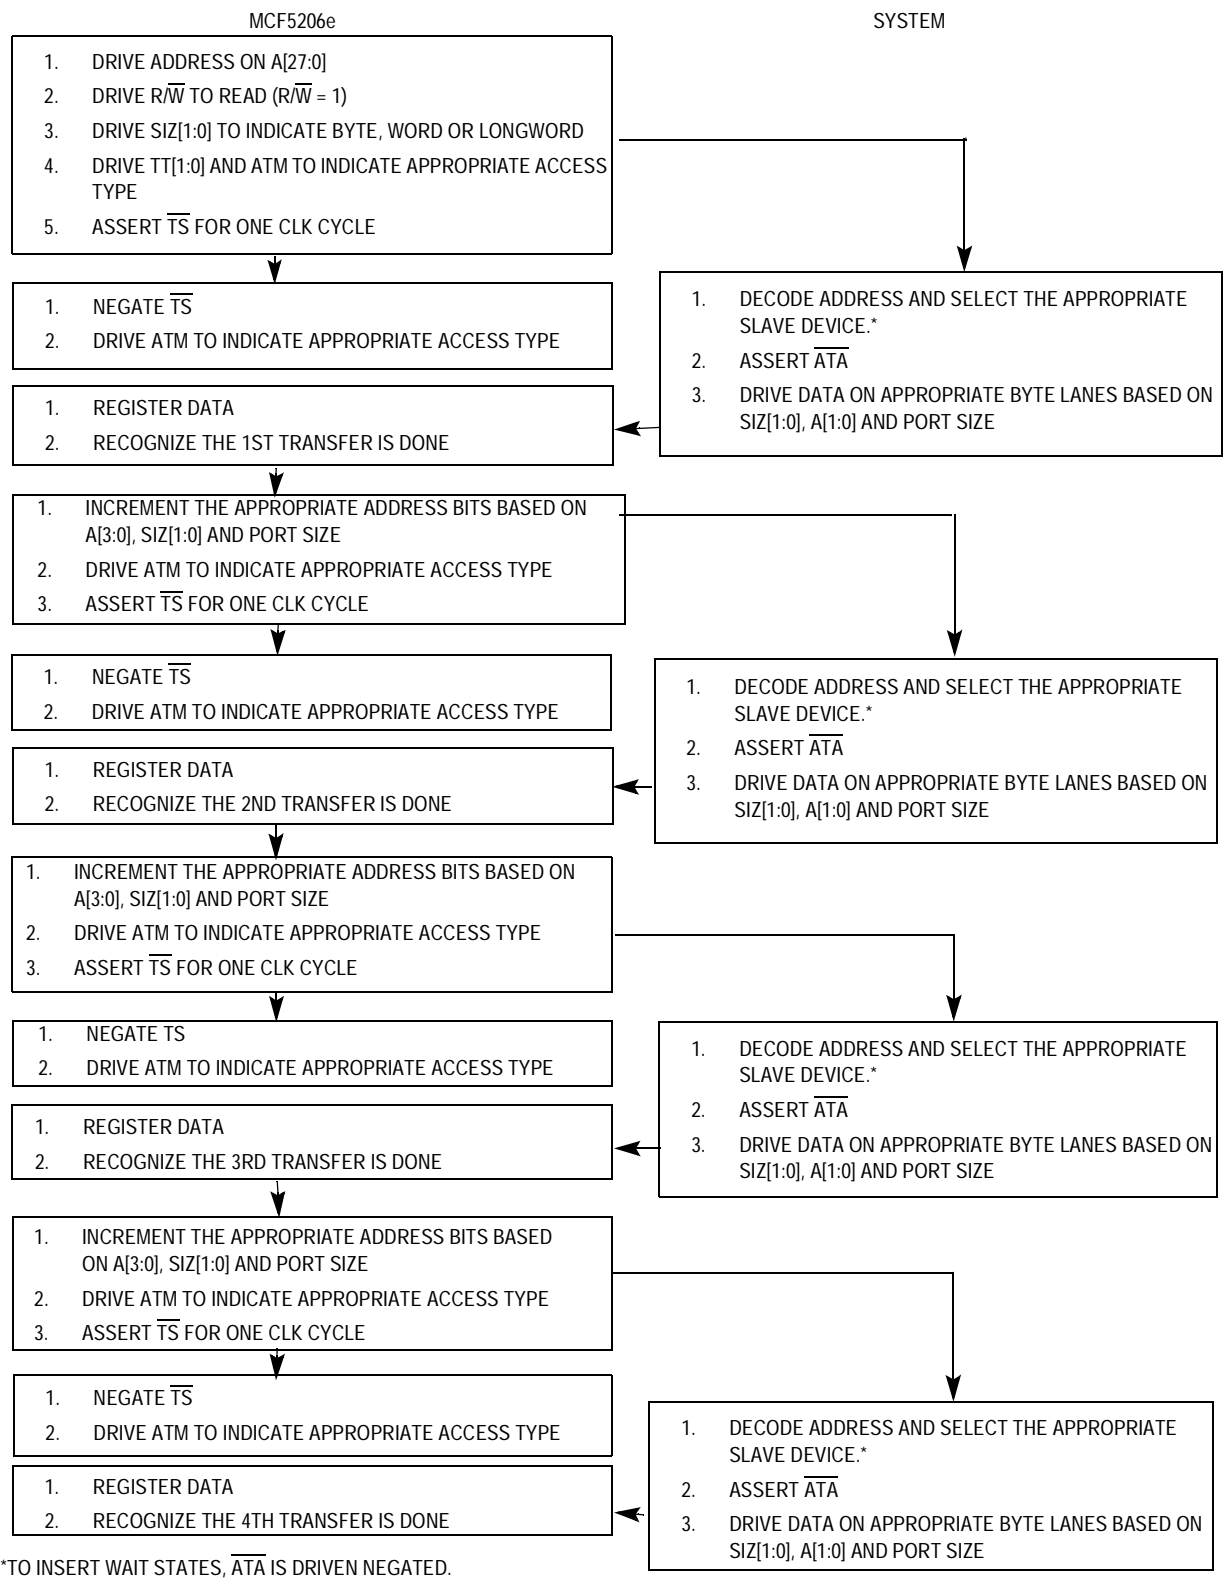 MCF5206e
SYSTEM
1. DRIVE ADDRESS ON A[27:0]
2. DRIVE R/W̅ TO READ (R/W̅ = 1)
3. DRIVE SIZ[1:0] TO INDICATE BYTE, WORD OR LONGWORD
4. DRIVE TT[1:0] AND ATM TO INDICATE APPROPRIATE ACCESS
TYPE
5. ASSERT T̅S̅ FOR ONE CLK CYCLE
1. NEGATE T̅S̅
2. DRIVE ATM TO INDICATE APPROPRIATE ACCESS TYPE
1. DECODE ADDRESS AND SELECT THE APPROPRIATE
SLAVE DEVICE.*
2. ASSERT A̅T̅A̅
3. DRIVE DATA ON APPROPRIATE BYTE LANES BASED ON
SIZ[1:0], A[1:0] AND PORT SIZE
1. REGISTER DATA
2. RECOGNIZE THE 1ST TRANSFER IS DONE
1. INCREMENT THE APPROPRIATE ADDRESS BITS BASED ON
A[3:0], SIZ[1:0] AND PORT SIZE
2. DRIVE ATM TO INDICATE APPROPRIATE ACCESS TYPE
3. ASSERT T̅S̅ FOR ONE CLK CYCLE
1. NEGATE T̅S̅
2. DRIVE ATM TO INDICATE APPROPRIATE ACCESS TYPE
1. DECODE ADDRESS AND SELECT THE APPROPRIATE
SLAVE DEVICE.*
2. ASSERT A̅T̅A̅
3. DRIVE DATA ON APPROPRIATE BYTE LANES BASED ON
SIZ[1:0], A[1:0] AND PORT SIZE
1. REGISTER DATA
2. RECOGNIZE THE 2ND TRANSFER IS DONE
1. INCREMENT THE APPROPRIATE ADDRESS BITS BASED ON
A[3:0], SIZ[1:0] AND PORT SIZE
2. DRIVE ATM TO INDICATE APPROPRIATE ACCESS TYPE
3. ASSERT T̅S̅ FOR ONE CLK CYCLE
1. NEGATE TS
2. DRIVE ATM TO INDICATE APPROPRIATE ACCESS TYPE
1. DECODE ADDRESS AND SELECT THE APPROPRIATE
SLAVE DEVICE.*
2. ASSERT A̅T̅A̅
3. DRIVE DATA ON APPROPRIATE BYTE LANES BASED ON
SIZ[1:0], A[1:0] AND PORT SIZE
1. REGISTER DATA
2. RECOGNIZE THE 3RD TRANSFER IS DONE
1. INCREMENT THE APPROPRIATE ADDRESS BITS BASED
ON A[3:0], SIZ[1:0] AND PORT SIZE
2. DRIVE ATM TO INDICATE APPROPRIATE ACCESS TYPE
3. ASSERT T̅S̅ FOR ONE CLK CYCLE
1. NEGATE T̅S̅
2. DRIVE ATM TO INDICATE APPROPRIATE ACCESS TYPE
1. DECODE ADDRESS AND SELECT THE APPROPRIATE
SLAVE DEVICE.*
2. ASSERT A̅T̅A̅
3. DRIVE DATA ON APPROPRIATE BYTE LANES BASED ON
SIZ[1:0], A[1:0] AND PORT SIZE
1. REGISTER DATA
2. RECOGNIZE THE 4TH TRANSFER IS DONE
*TO INSERT WAIT STATES, A̅T̅A̅ IS DRIVEN NEGATED.